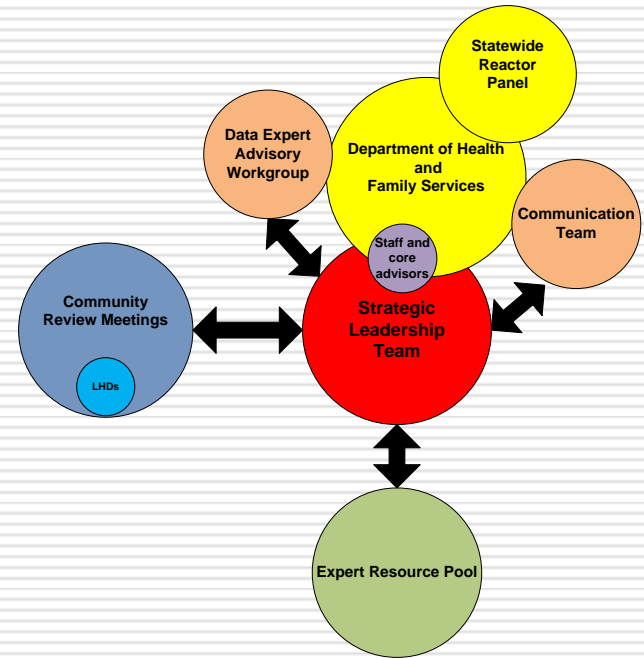 Statewide
Reactor
Panel
Data Expert
Advisory
Workgroup
Department of Health
and
Family Services
Communication
Team
Staff and
core
advisors
Community
Review Meetings
LHDs
Strategic
Leadership
Team
Expert Resource Pool